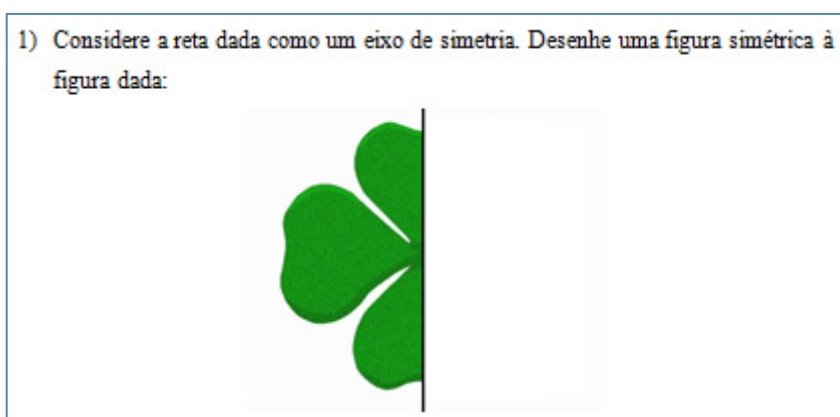 1) Considere a reta dada como um eixo de simetria. Desenhe uma figura simétrica à
figura dada: